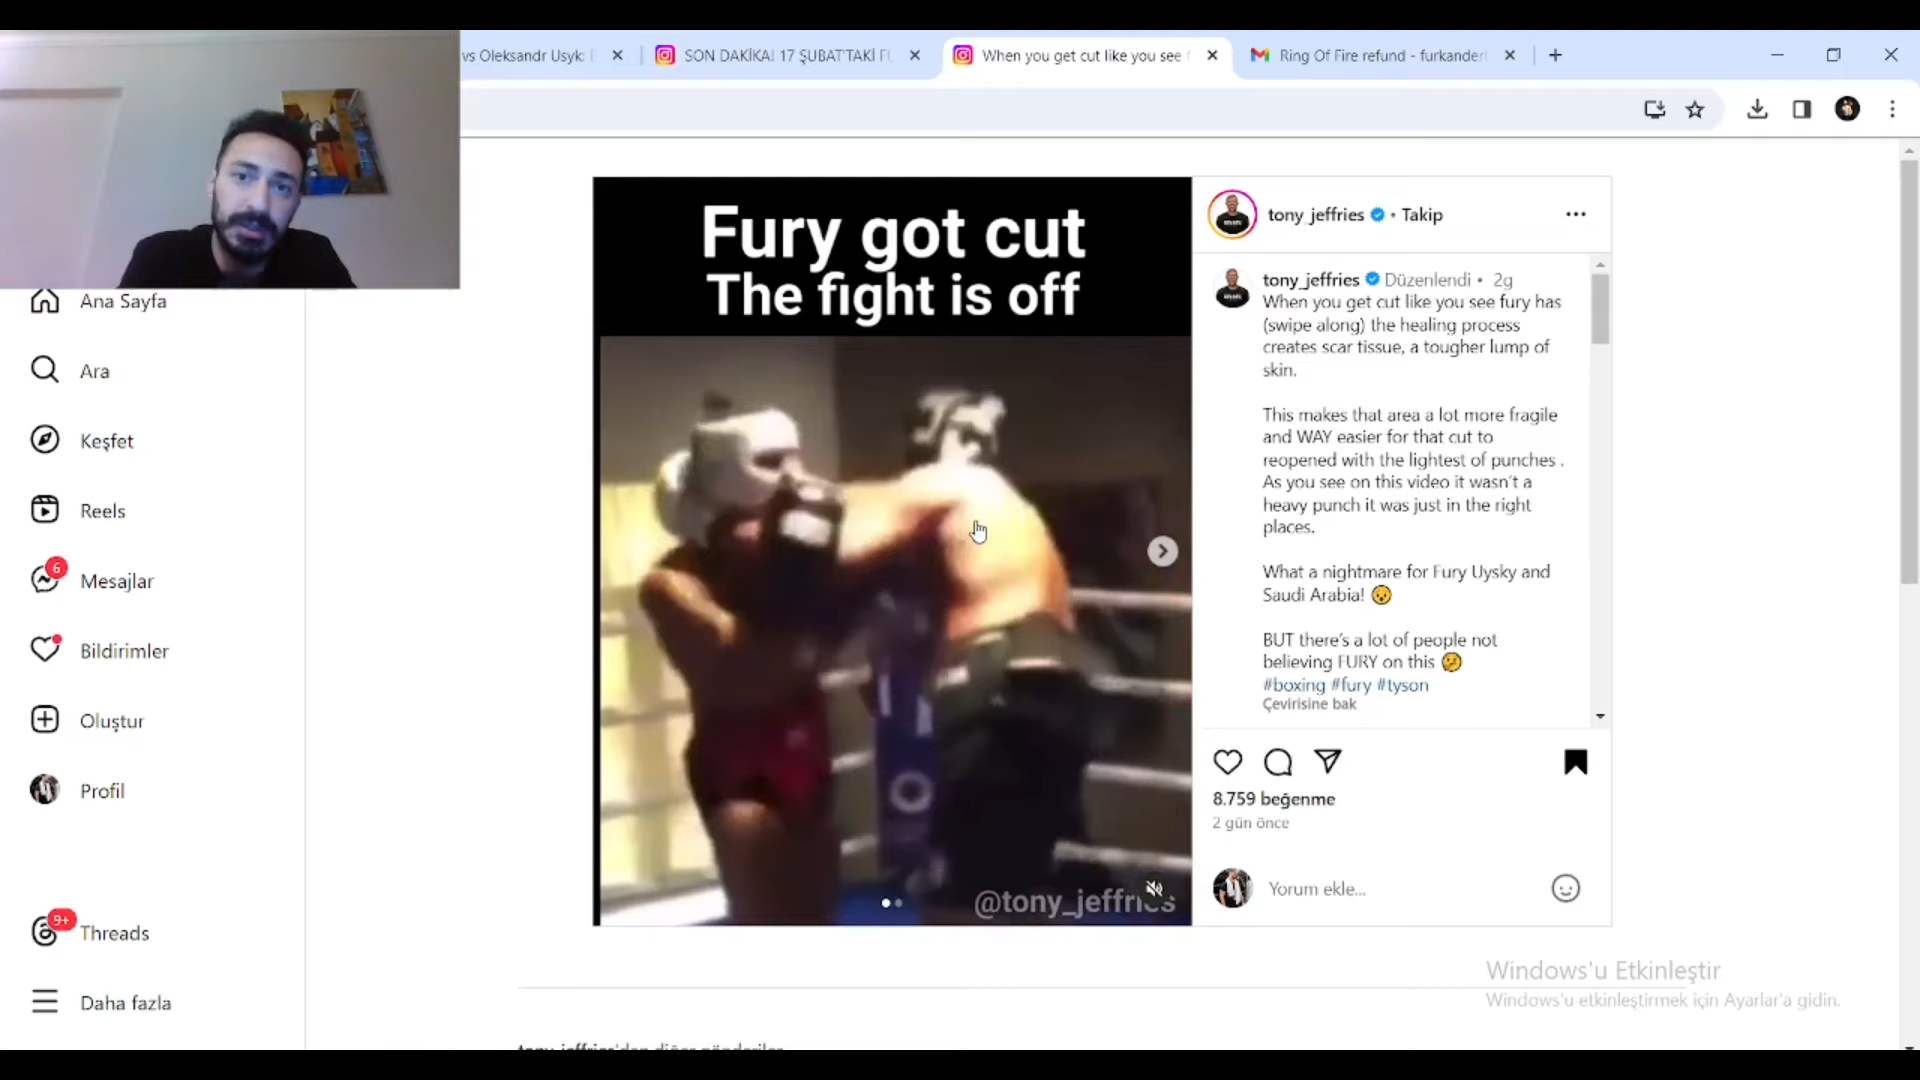 vs Oleksandr Usyk:
SON DAKİKA! 17 ŞUBAT'TAKİ
When you get cut like you see
Ring Of Fire refund - furkander
Ana Sayfa
Ara
Keşfet
Reels
6
Mesajlar
Bildirimler
Oluştur
Profil
9+
Threads
Daha fazla
Fury got cut
The fight is off
@tony_jeffries
tony_jeffries • Takip
tony_jeffries Düzenlendi • 2g
When you get cut like you see fury has
(swipe along) the healing process
creates scar tissue, a tougher lump of
skin.
This makes that area a lot more fragile
and WAY easier for that cut to
reopened with the lightest of punches .
As you see on this video it wasn't a
heavy punch it was just in the right
places.
What a nightmare for Fury Uysky and
Saudi Arabia! 😯
BUT there's a lot of people not
believing FURY on this 🤔
#boxing #fury #tyson
Çevirisine bak
8.759 beğenme
2 gün önce
Yorum ekle...
Windows'u Etkinleştir
Windows'u etkinleştirmek için Ayarlar'a gidin.
tony_jeffries'den diğer gönderiler